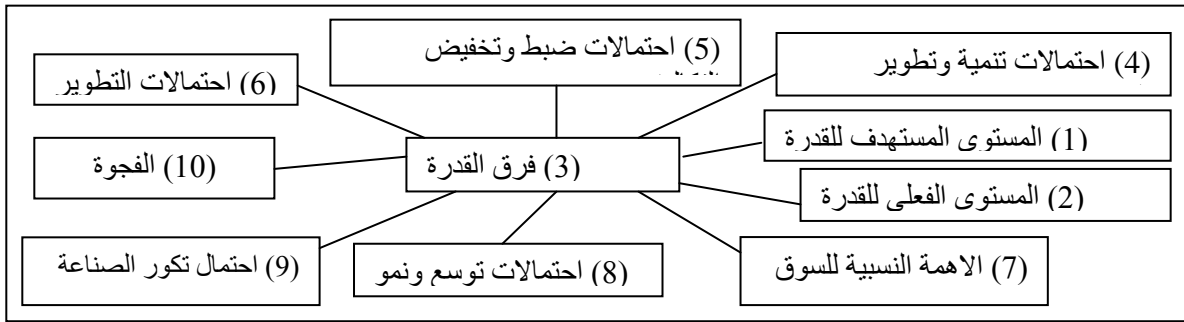 (4) احتمالات تنمية وتطوير
(5) احتمالات ضبط وتخفيض
(6) احتمالات التطوير
(1) المستوى المستهدف للقدرة
(3) فرق القدرة
(10) الفجوة
(2) المستوى الفعلى للقدرة
(7) الاهمة النسبية للسوق
(8) احتمالات توسع ونمو
(9) احتمال تكور الصناعة